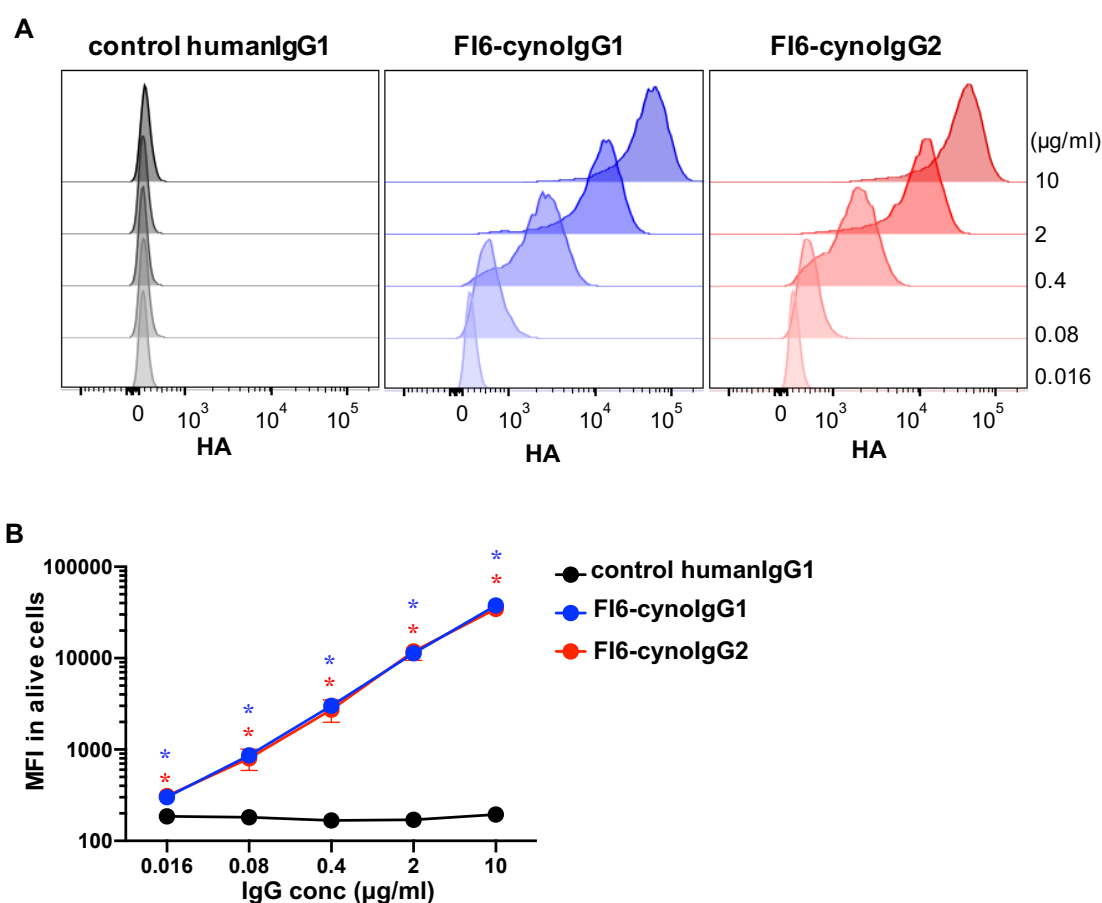 A
control humanIgG1
FI6-cynoIgG1
FI6-cynoIgG2
(µg/ml)
10
2
0.4
0.08
0.016
0 10³ 10⁴ 10⁵
0 10³ 10⁴ 10⁵
0 10³ 10⁴ 10⁵
HA
HA
HA
B
MFI in alive cells
100000
10000
1000
100
* * * * *
* * * * *
0.016 0.08 0.4 2 10
IgG conc (µg/ml)
control humanIgG1
FI6-cynoIgG1
FI6-cynoIgG2